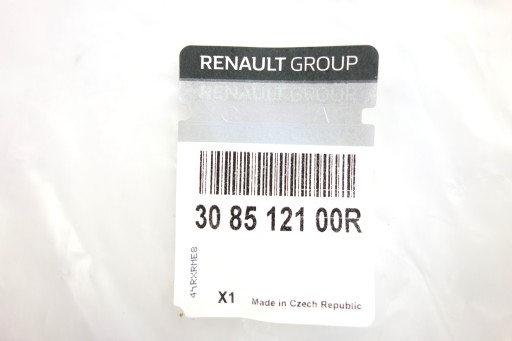 RENAULT GROUP
RENAULT GROUP
30 85 121 00R
X1
Made in Czech Republic